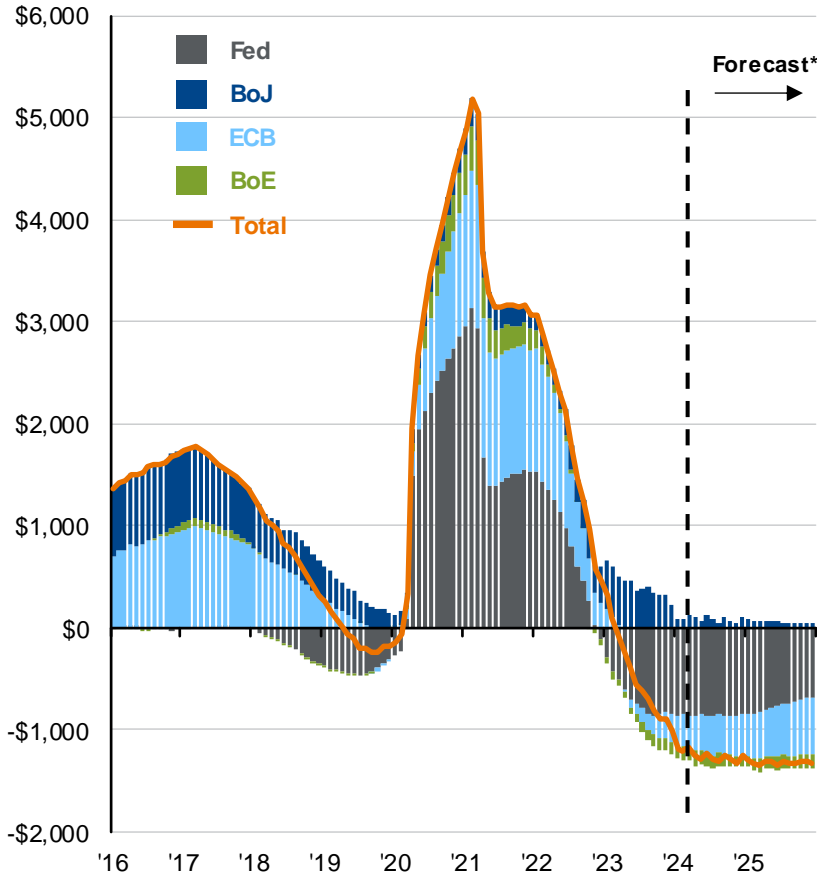 $6,000
Fed
Forecast*
BoJ
$5,000
ECB
BoE
$4,000
Total
$3,000
$2,000
$1,000
$0
-$1,000
-$2,000
'16 '17 '18 '19 '20 '21 '22 '23 '24 '25